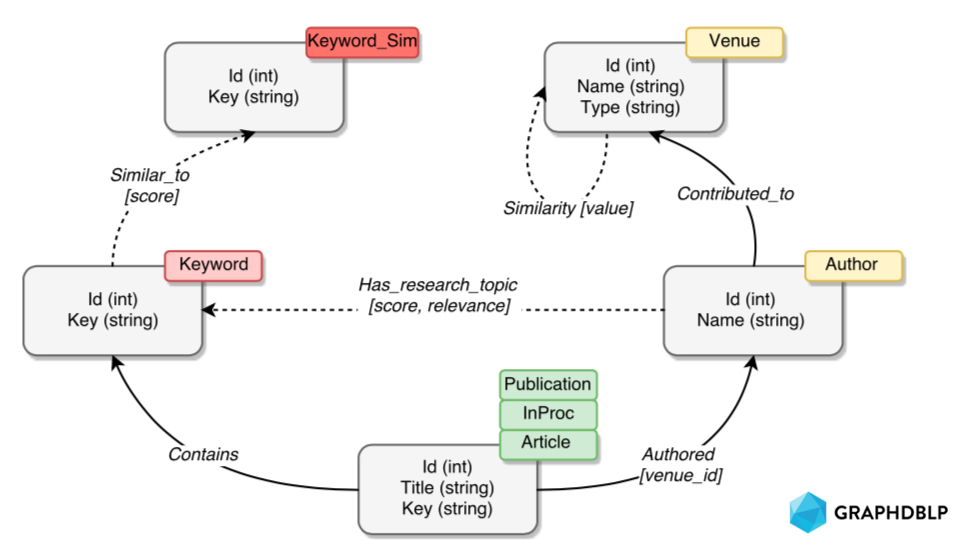 Keyword_Sim
Id (int)
Key (string)
Venue
Id (int)
Name (string)
Type (string)
Similar_to
[score]
Similarity [value]
Contributed_to
Keyword
Id (int)
Key (string)
Has_research_topic
[score, relevance]
Author
Id (int)
Name (string)
Publication
InProc
Article
Contains
Id (int)
Title (string)
Key (string)
Authored
[venue_id]
GRAPHDBLP